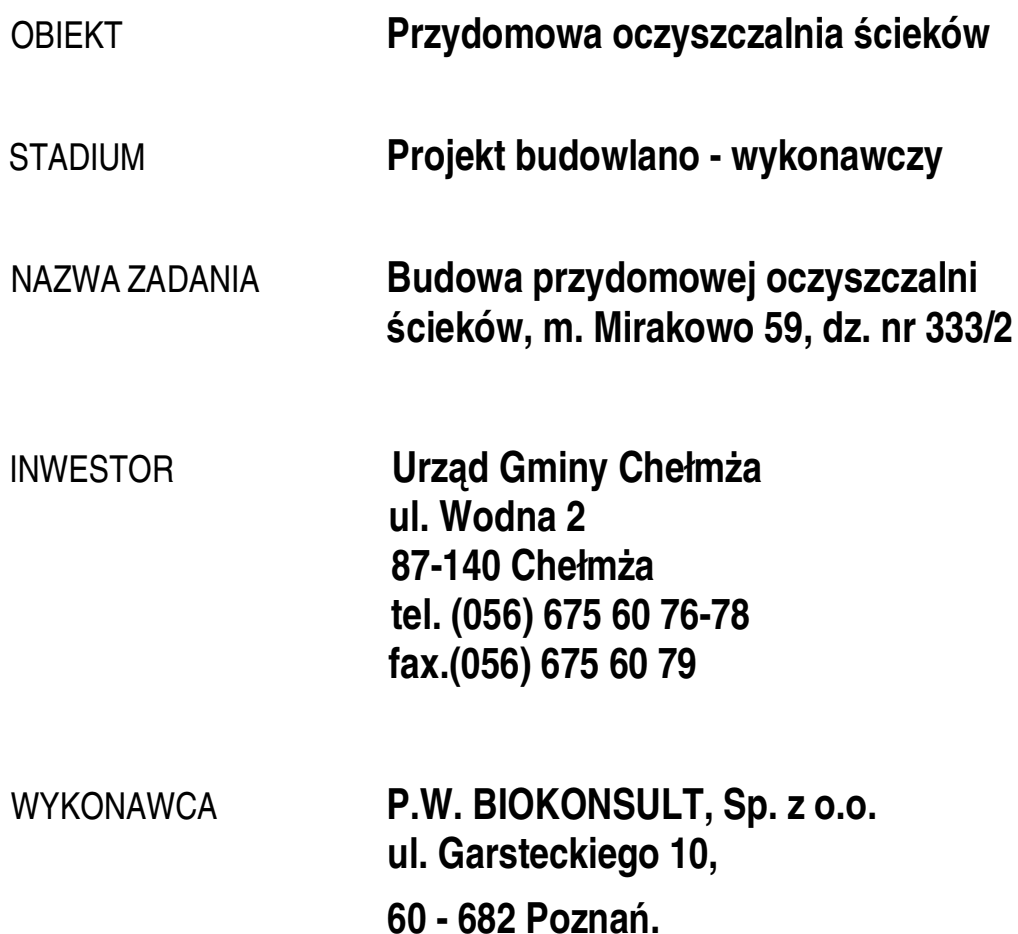 OBIEKT Przydomowa oczyszczalnia ścieków
STADIUM Projekt budowlano - wykonawczy
NAZWA ZADANIA Budowa przydomowej oczyszczalni
ścieków, m. Mirakowo 59, dz. nr 333/2
INWESTOR Urząd Gminy Chełmża
ul. Wodna 2
87-140 Chełmża
tel. (056) 675 60 76-78
fax.(056) 675 60 79
WYKONAWCA P.W. BIOKONSULT, Sp. z o.o.
ul. Garsteckiego 10,
60 - 682 Poznań.